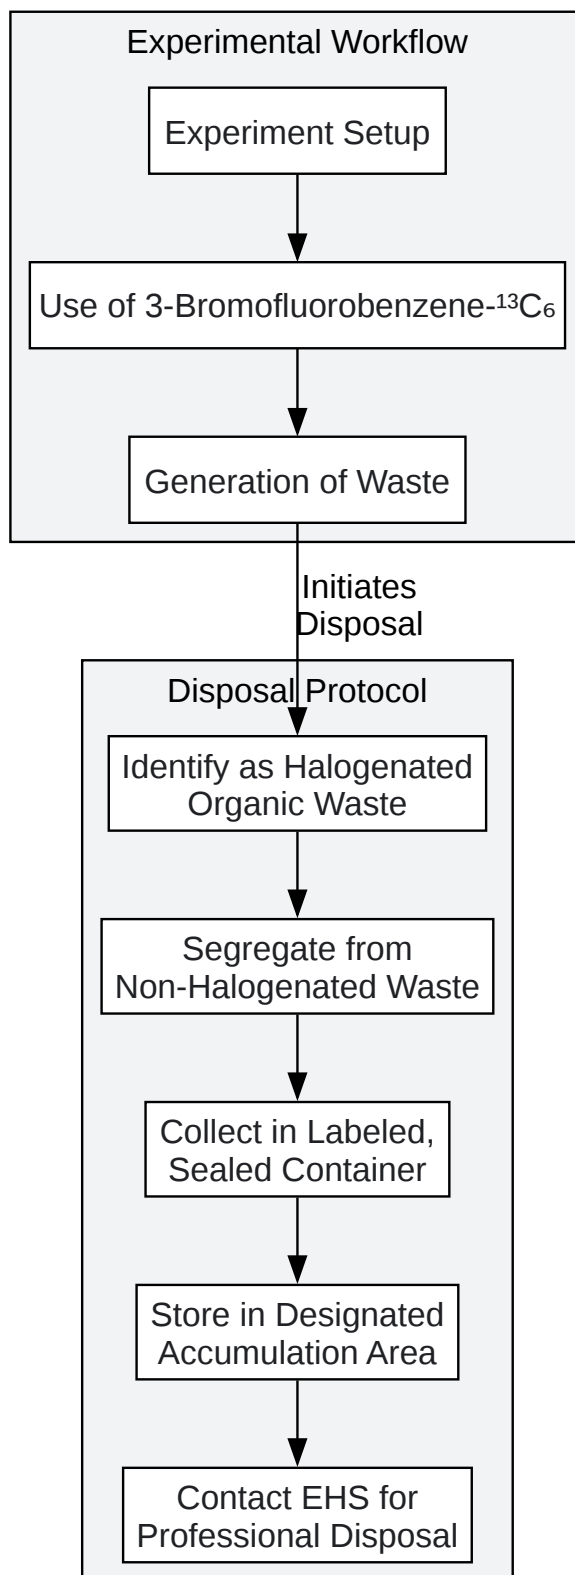 Experimental Workflow
Experiment Setup
Use of 3-Bromofluorobenzene-¹³C₆
Generation of Waste
Initiates
Disposal
Disposal Protocol
Identify as Halogenated
Organic Waste
Segregate from
Non-Halogenated Waste
Collect in Labeled,
Sealed Container
Store in Designated
Accumulation Area
Contact EHS for
Professional Disposal